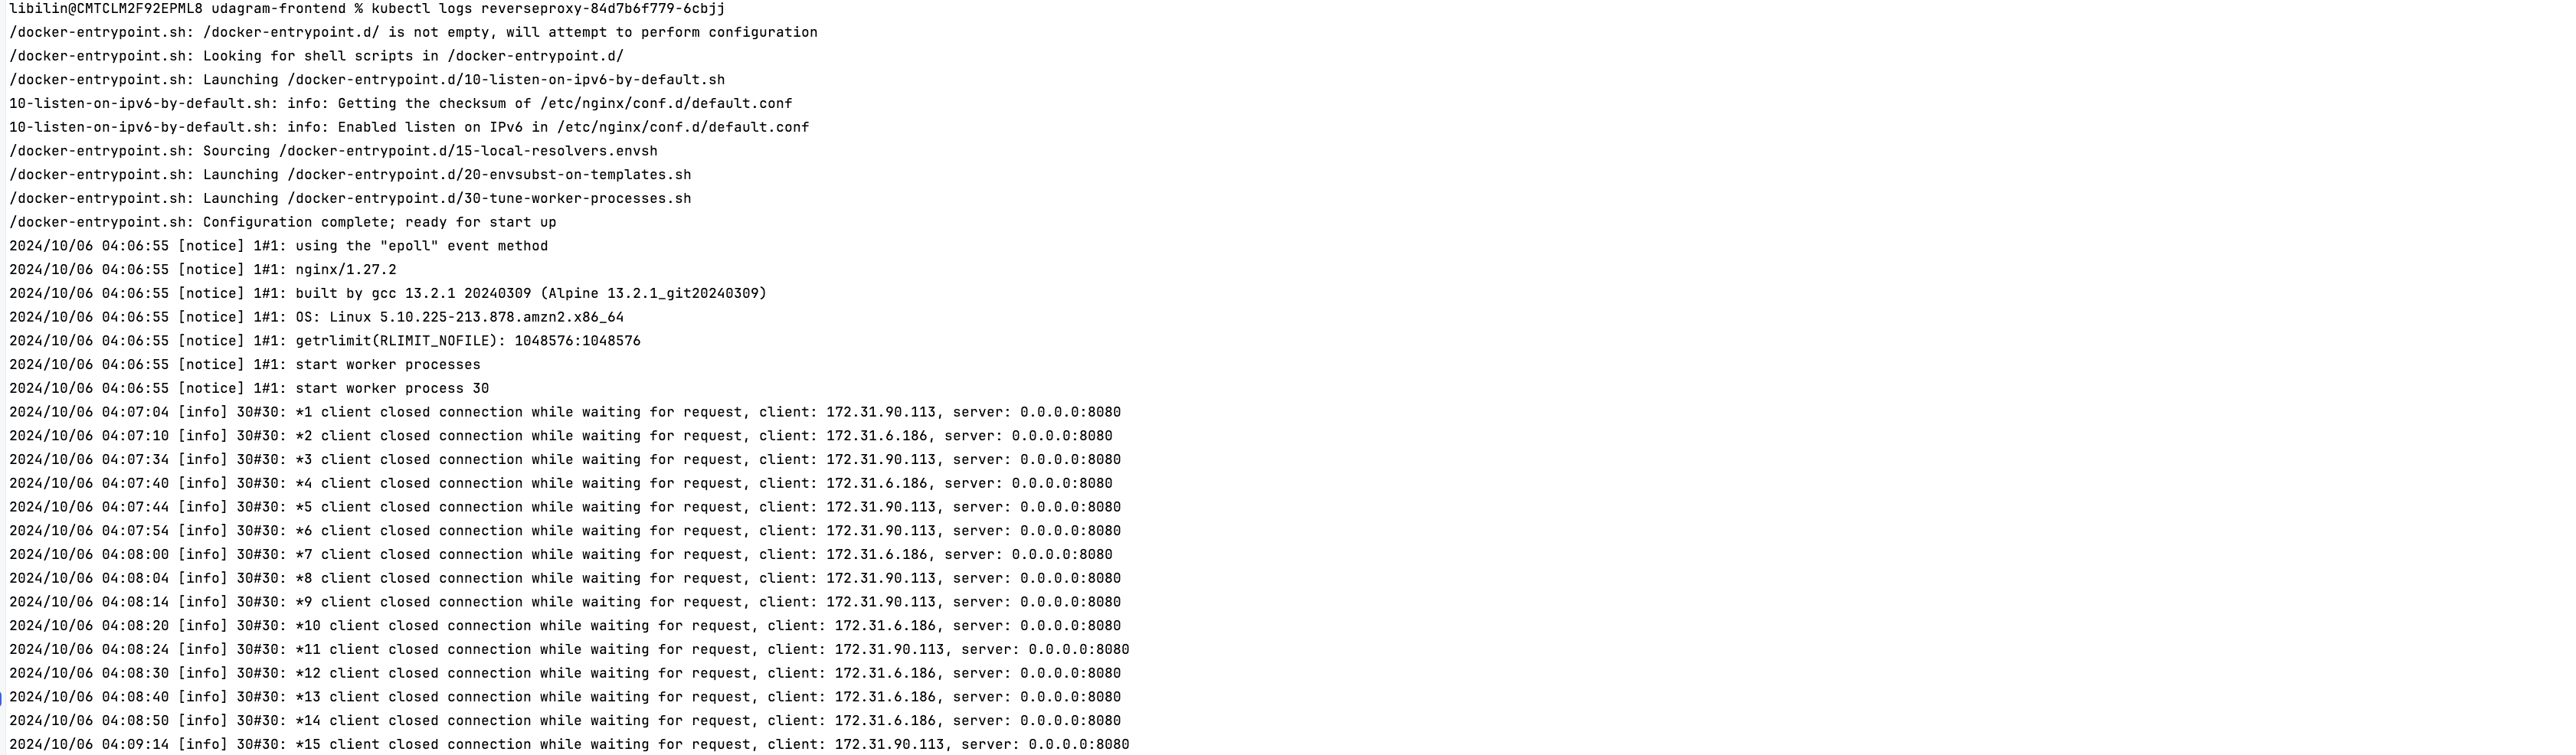 libilin@CMTCLM2F92EPML8 udagram-frontend % kubectl logs reverseproxy-84d7b6f779-6cbjj
/docker-entrypoint.sh: /docker-entrypoint.d/ is not empty, will attempt to perform configuration
/docker-entrypoint.sh: Looking for shell scripts in /docker-entrypoint.d/
/docker-entrypoint.sh: Launching /docker-entrypoint.d/10-listen-on-ipv6-by-default.sh
10-listen-on-ipv6-by-default.sh: info: Getting the checksum of /etc/nginx/conf.d/default.conf
10-listen-on-ipv6-by-default.sh: info: Enabled listen on IPv6 in /etc/nginx/conf.d/default.conf
/docker-entrypoint.sh: Sourcing /docker-entrypoint.d/15-local-resolvers.envsh
/docker-entrypoint.sh: Launching /docker-entrypoint.d/20-envsubst-on-templates.sh
/docker-entrypoint.sh: Launching /docker-entrypoint.d/30-tune-worker-processes.sh
/docker-entrypoint.sh: Configuration complete; ready for start up
2024/10/06 04:06:55 [notice] 1#1: using the "epoll" event method
2024/10/06 04:06:55 [notice] 1#1: nginx/1.27.2
2024/10/06 04:06:55 [notice] 1#1: built by gcc 13.2.1 20240309 (Alpine 13.2.1_git20240309)
2024/10/06 04:06:55 [notice] 1#1: OS: Linux 5.10.225-213.878.amzn2.x86_64
2024/10/06 04:06:55 [notice] 1#1: getrlimit(RLIMIT_NOFILE): 1048576:1048576
2024/10/06 04:06:55 [notice] 1#1: start worker processes
2024/10/06 04:06:55 [notice] 1#1: start worker process 30
2024/10/06 04:07:04 [info] 30#30: *1 client closed connection while waiting for request, client: 172.31.90.113, server: 0.0.0.0:8080
2024/10/06 04:07:10 [info] 30#30: *2 client closed connection while waiting for request, client: 172.31.6.186, server: 0.0.0.0:8080
2024/10/06 04:07:34 [info] 30#30: *3 client closed connection while waiting for request, client: 172.31.90.113, server: 0.0.0.0:8080
2024/10/06 04:07:40 [info] 30#30: *4 client closed connection while waiting for request, client: 172.31.6.186, server: 0.0.0.0:8080
2024/10/06 04:07:44 [info] 30#30: *5 client closed connection while waiting for request, client: 172.31.90.113, server: 0.0.0.0:8080
2024/10/06 04:07:54 [info] 30#30: *6 client closed connection while waiting for request, client: 172.31.90.113, server: 0.0.0.0:8080
2024/10/06 04:08:00 [info] 30#30: *7 client closed connection while waiting for request, client: 172.31.6.186, server: 0.0.0.0:8080
2024/10/06 04:08:04 [info] 30#30: *8 client closed connection while waiting for request, client: 172.31.90.113, server: 0.0.0.0:8080
2024/10/06 04:08:14 [info] 30#30: *9 client closed connection while waiting for request, client: 172.31.90.113, server: 0.0.0.0:8080
2024/10/06 04:08:20 [info] 30#30: *10 client closed connection while waiting for request, client: 172.31.6.186, server: 0.0.0.0:8080
2024/10/06 04:08:24 [info] 30#30: *11 client closed connection while waiting for request, client: 172.31.90.113, server: 0.0.0.0:8080
2024/10/06 04:08:30 [info] 30#30: *12 client closed connection while waiting for request, client: 172.31.6.186, server: 0.0.0.0:8080
2024/10/06 04:08:40 [info] 30#30: *13 client closed connection while waiting for request, client: 172.31.6.186, server: 0.0.0.0:8080
2024/10/06 04:08:50 [info] 30#30: *14 client closed connection while waiting for request, client: 172.31.6.186, server: 0.0.0.0:8080
2024/10/06 04:09:14 [info] 30#30: *15 client closed connection while waiting for request, client: 172.31.90.113, server: 0.0.0.0:8080